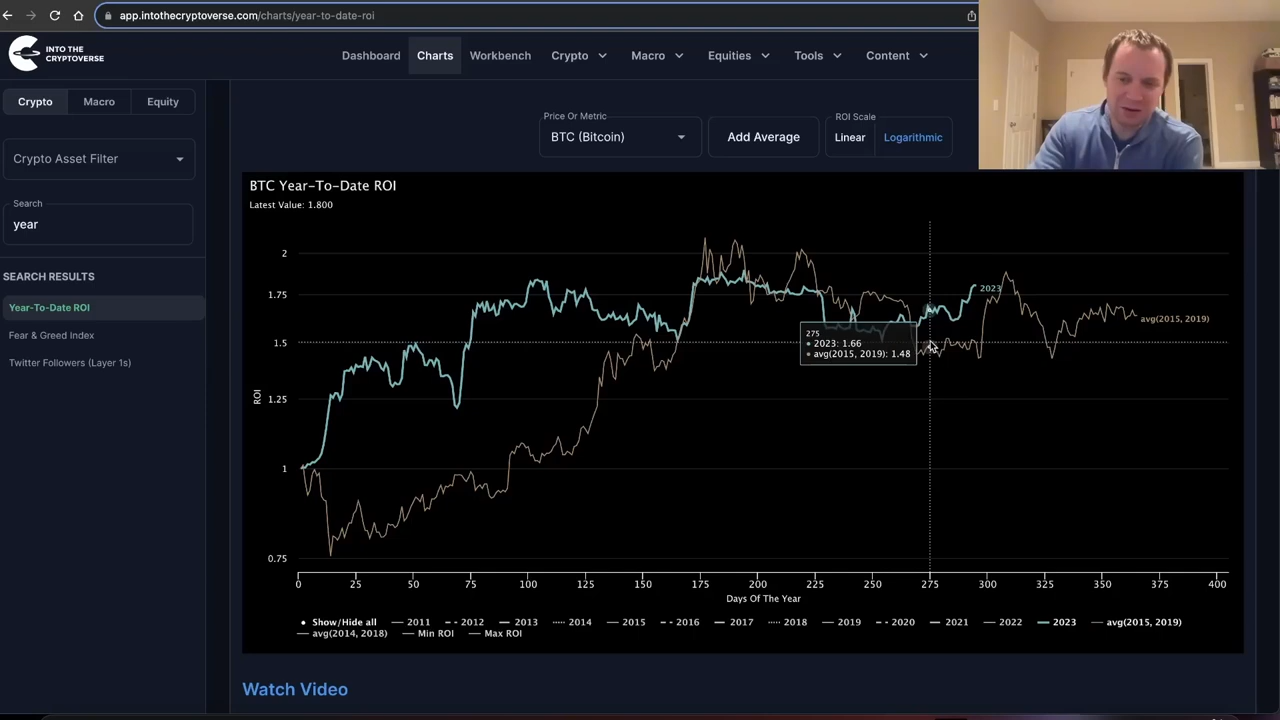 app.intothecryptoverse.com/charts/year-to-date-roi
INTO THE
CRYPTOVERSE
Dashboard Charts Workbench Crypto Macro Equities Tools Content
Crypto Macro Equity
Crypto Asset Filter
Search
year
SEARCH RESULTS
Year-To-Date ROI
Fear & Greed Index
Twitter Followers (Layer 1s)
Price Or Metric
BTC (Bitcoin)
Add Average
ROI Scale
Linear Logarithmic
BTC Year-To-Date ROI
Latest Value: 1.800
2
1.75
1.5
1.25
1
0.75
ROI
2023
avg(2015, 2019)
275
2023: 1.66
avg(2015, 2019): 1.48
0 25 50 75 100 125 150 175 200 225 250 275 300 325 350 375 400
Days Of The Year
Show/Hide all 2011 2012 2013 2014 2015 2016 2017 2018 2019 2020 2021 2022 2023 avg(2015, 2019)
avg(2014, 2018) Min ROI Max ROI
Watch Video